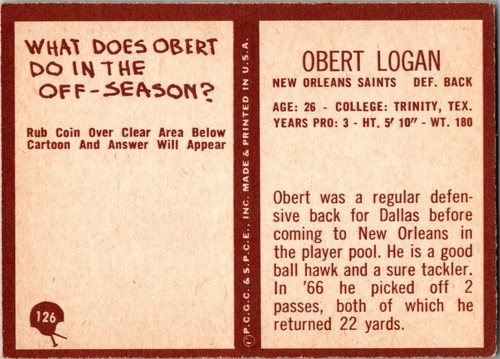 WHAT DOES OBERT
DO IN THE
OFF-SEASON?
Rub Coin Over Clear Area Below
Cartoon And Answer Will Appear
126
©P.C.G.C. & S.P.C.E., INC. MADE & PRINTED IN U.S.A.
OBERT LOGAN
NEW ORLEANS SAINTS DEF. BACK
AGE: 26 - COLLEGE: TRINITY, TEX.
YEARS PRO: 3 - HT. 5' 10" - WT. 180
Obert was a regular defen-
sive back for Dallas before
coming to New Orleans in
the player pool. He is a good
ball hawk and a sure tackler.
In '66 he picked off 2
passes, both of which he
returned 22 yards.